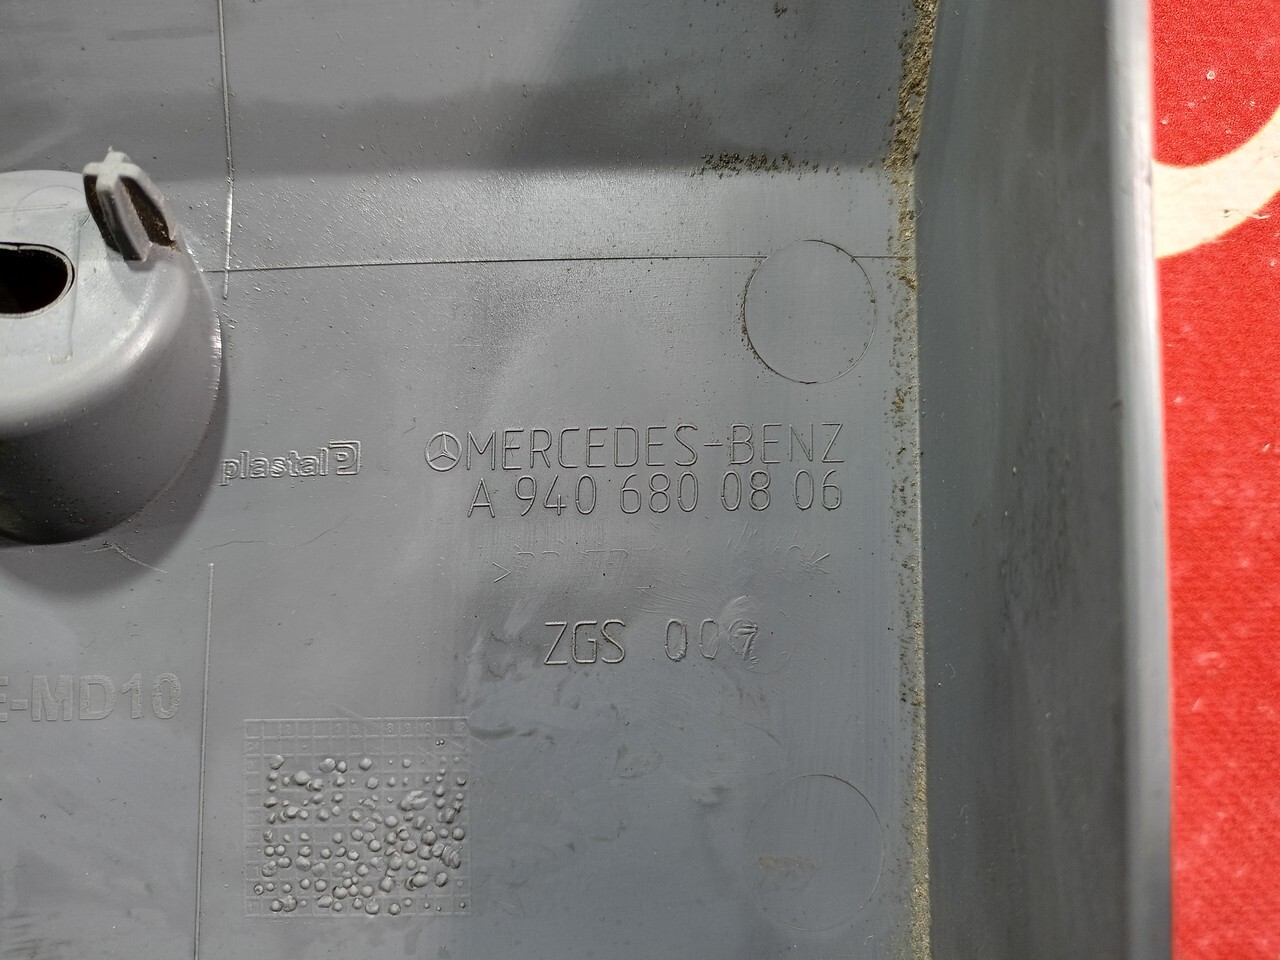 plastal
MERCEDES-BENZ
A 940 680 08 06
ZGS 007
E-MD10